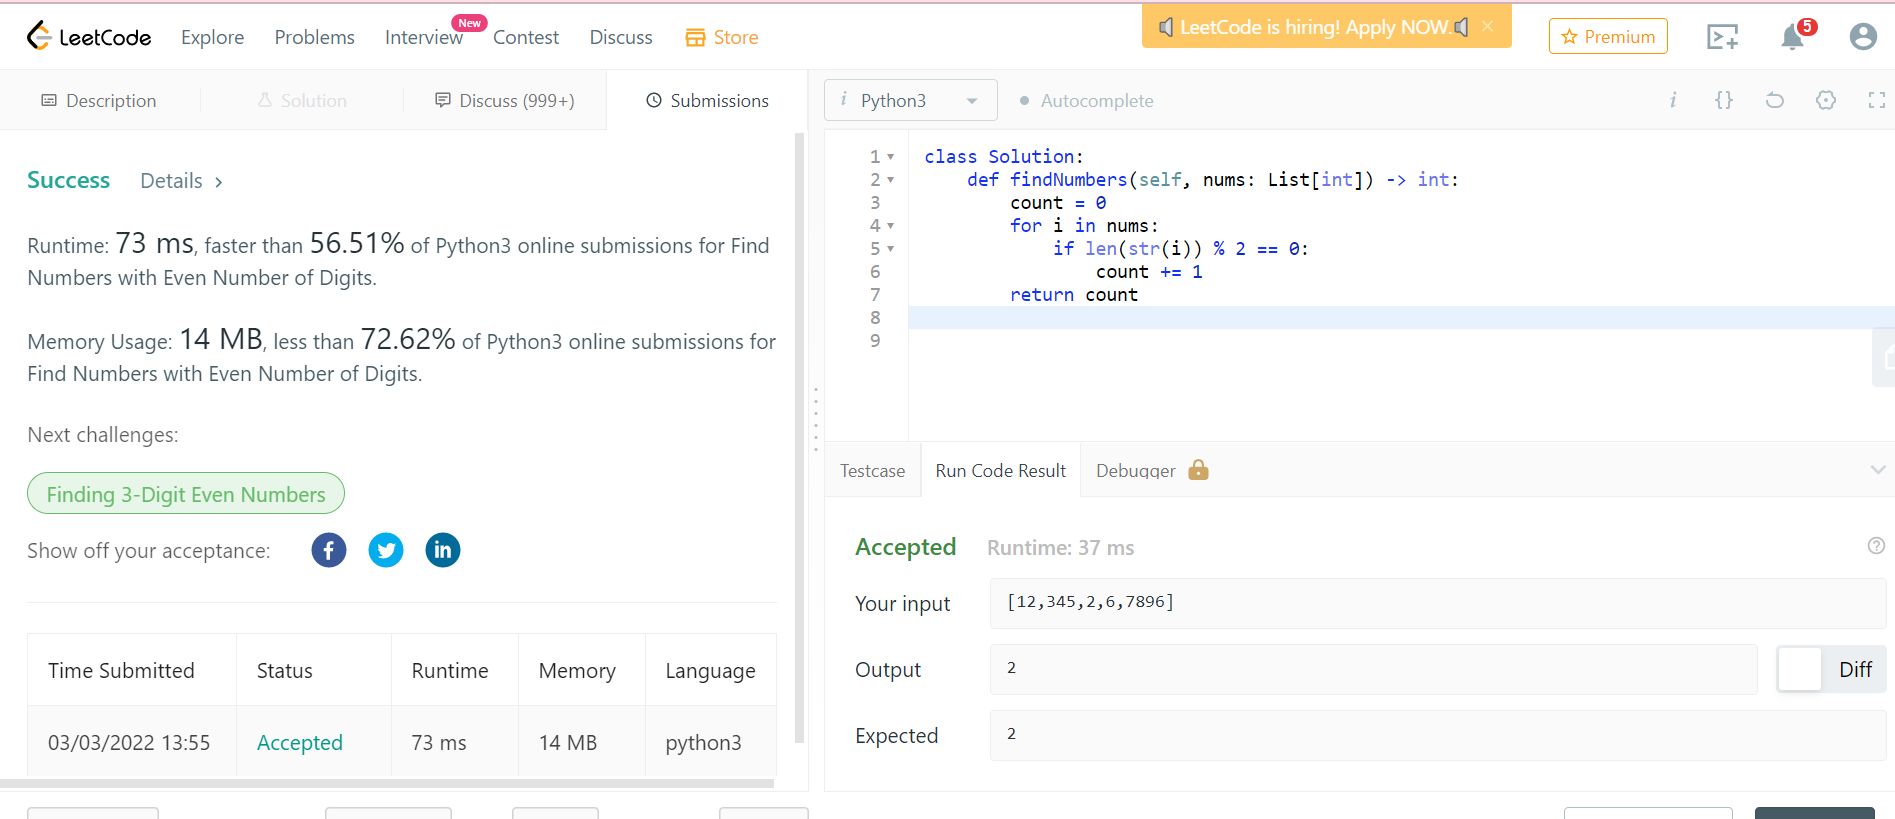 LeetCode Explore Problems Interview New Contest Discuss Store LeetCode is hiring! Apply NOW. × Premium 5
Description Solution Discuss (999+) Submissions
i Python3 Autocomplete i {}
Success Details >
Runtime: 73 ms, faster than 56.51% of Python3 online submissions for Find
Numbers with Even Number of Digits.
Memory Usage: 14 MB, less than 72.62% of Python3 online submissions for
Find Numbers with Even Number of Digits.
Next challenges:
Finding 3-Digit Even Numbers
Show off your acceptance: f in
Time Submitted Status Runtime Memory Language
03/03/2022 13:55 Accepted 73 ms 14 MB python3
1 class Solution:
2     def findNumbers(self, nums: List[int]) -> int:
3         count = 0
4         for i in nums:
5             if len(str(i)) % 2 == 0:
6                 count += 1
7         return count
8
9
Testcase Run Code Result Debugger
Accepted Runtime: 37 ms ?
Your input [12,345,2,6,7896]
Output 2 Diff
Expected 2